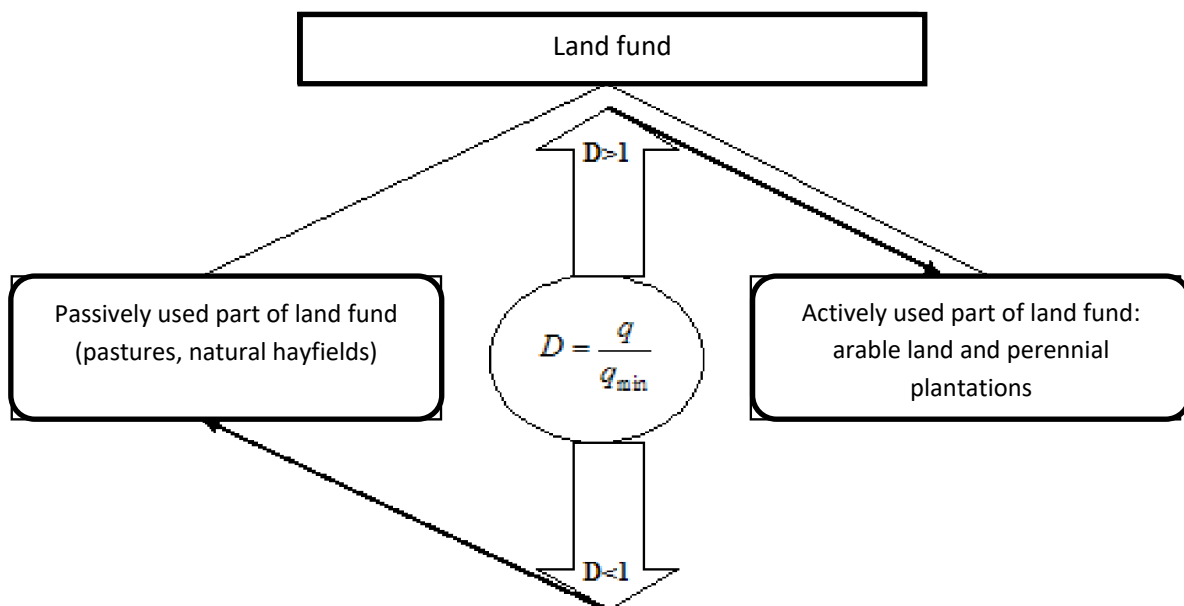 Land fund
D>1
Passively used part of land fund
(pastures, natural hayfields)
D = q / q_min
Actively used part of land fund:
arable land and perennial
plantations
D<1